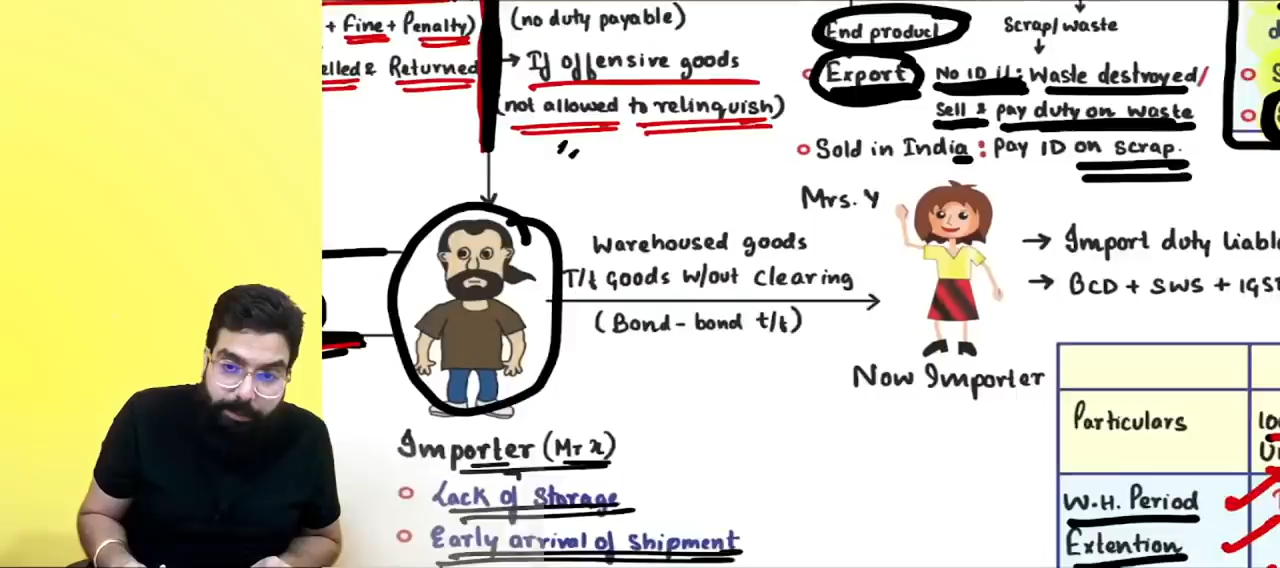 + Fine + Penalty)
elled & Returned
(no duty payable)
→ If offensive goods
(not allowed to relinquish)
End product
Scrap/waste
Export
No ID if: Waste destroyed/
Sell & pay duty on waste
Sold in India : Pay ID on scrap.
Mrs. Y
Warehoused goods
T/f Goods w/out Clearing
(Bond-bond t/f)
→ Import duty liable
→ BCD + SWS + IGST
Now Importer
Importer (Mr x)
Lack of Storage
Early arrival of shipment
Particulars
W.H. Period
Extention